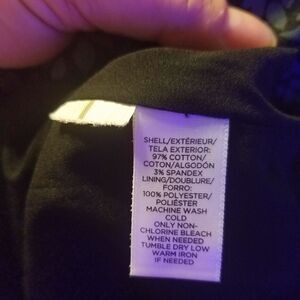 SHELL/EXTÉRIEUR/
TELA EXTERIOR:
97% COTTON/
COTON/ALGODÓN
3% SPANDEX
LINING/DOUBLURE/
FORRO:
100% POLYESTER/
POLIÉSTER
MACHINE WASH
COLD
ONLY NON-
CHLORINE BLEACH
WHEN NEEDED
TUMBLE DRY LOW
WARM IRON
IF NEEDED